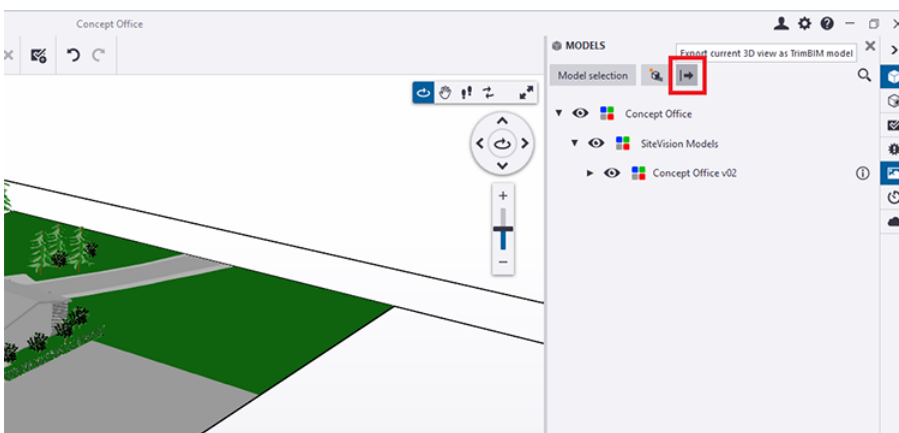 Concept Office
MODELS
Export current 3D view as TrimBIM model
Model selection
Concept Office
SiteVision Models
Concept Office v02